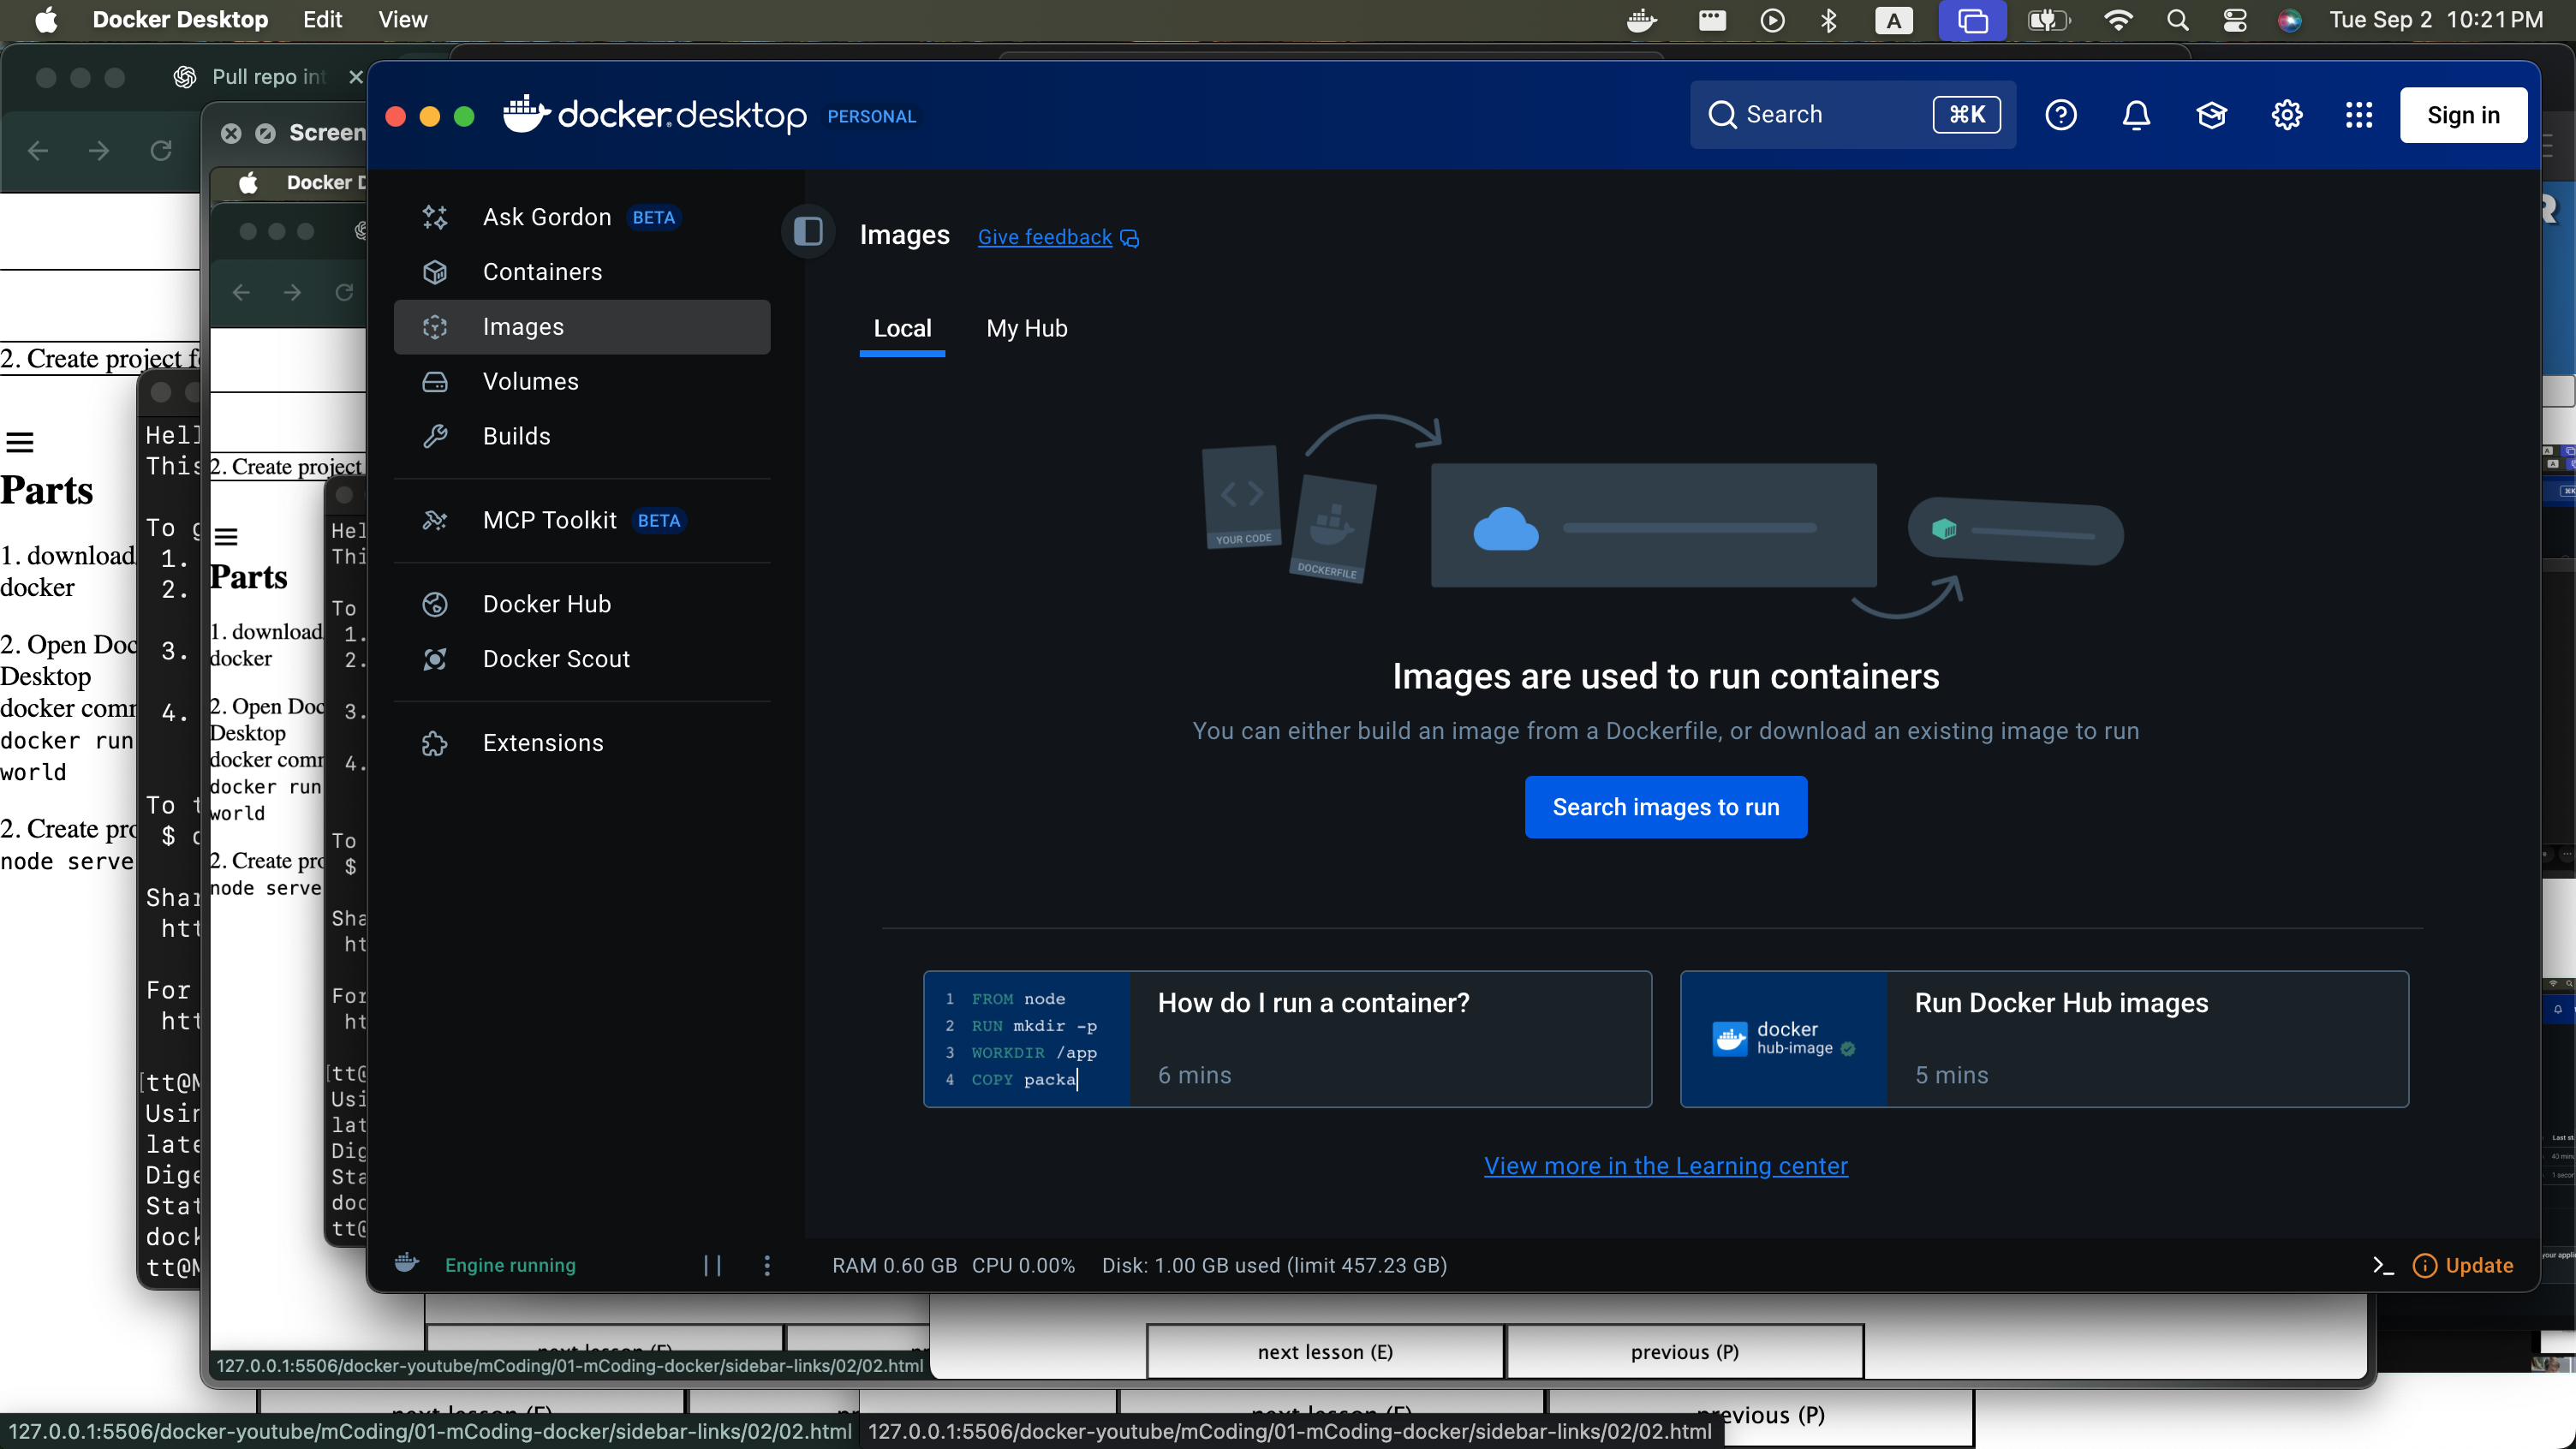 Docker Desktop Edit View
A Tue Sep 2 10:21 PM
Pull repo int
Screen
docker desktop PERSONAL
Search ⌘K
Sign in
Docker D
Ask Gordon BETA
Containers
Images
Volumes
Builds
MCP Toolkit BETA
Docker Hub
Docker Scout
Extensions
Images Give feedback
Local My Hub
YOUR CODE
DOCKERFILE
Images are used to run containers
You can either build an image from a Dockerfile, or download an existing image to run
Search images to run
1 FROM node
2 RUN mkdir -p
3 WORKDIR /app
4 COPY packa
How do I run a container?
6 mins
docker
hub-image
Run Docker Hub images
5 mins
View more in the Learning center
Engine running
RAM 0.60 GB CPU 0.00% Disk: 1.00 GB used (limit 457.23 GB)
Update
2. Create project f
Parts
1. download
docker
2. Open Doc
Desktop
docker comm
docker run
world
2. Create pro
node serve
Hell
This
To g
1.
2.
3.
4.
To t
$
Shar
htt
For
htt
[tt@M
Usin
late
Dige
Stat
dock
tt@M
2. Create project
Parts
1. download
docker
2. Open Doc
Desktop
docker comm
docker run
world
2. Create pro
node serve
Hel
Thi
To
1.
2.
3.
4.
To
$
Sha
ht
For
ht
[tt@
Usi
lat
Dig
Sta
doc
tt@
next lesson (E) previous (P)
127.0.0.1:5506/docker-youtube/mCoding/01-mCoding-docker/sidebar-links/02/02.html
previous (P)
127.0.0.1:5506/docker-youtube/mCoding/01-mCoding-docker/sidebar-links/02/02.html
127.0.0.1:5506/docker-youtube/mCoding/01-mCoding-docker/sidebar-links/02/02.html